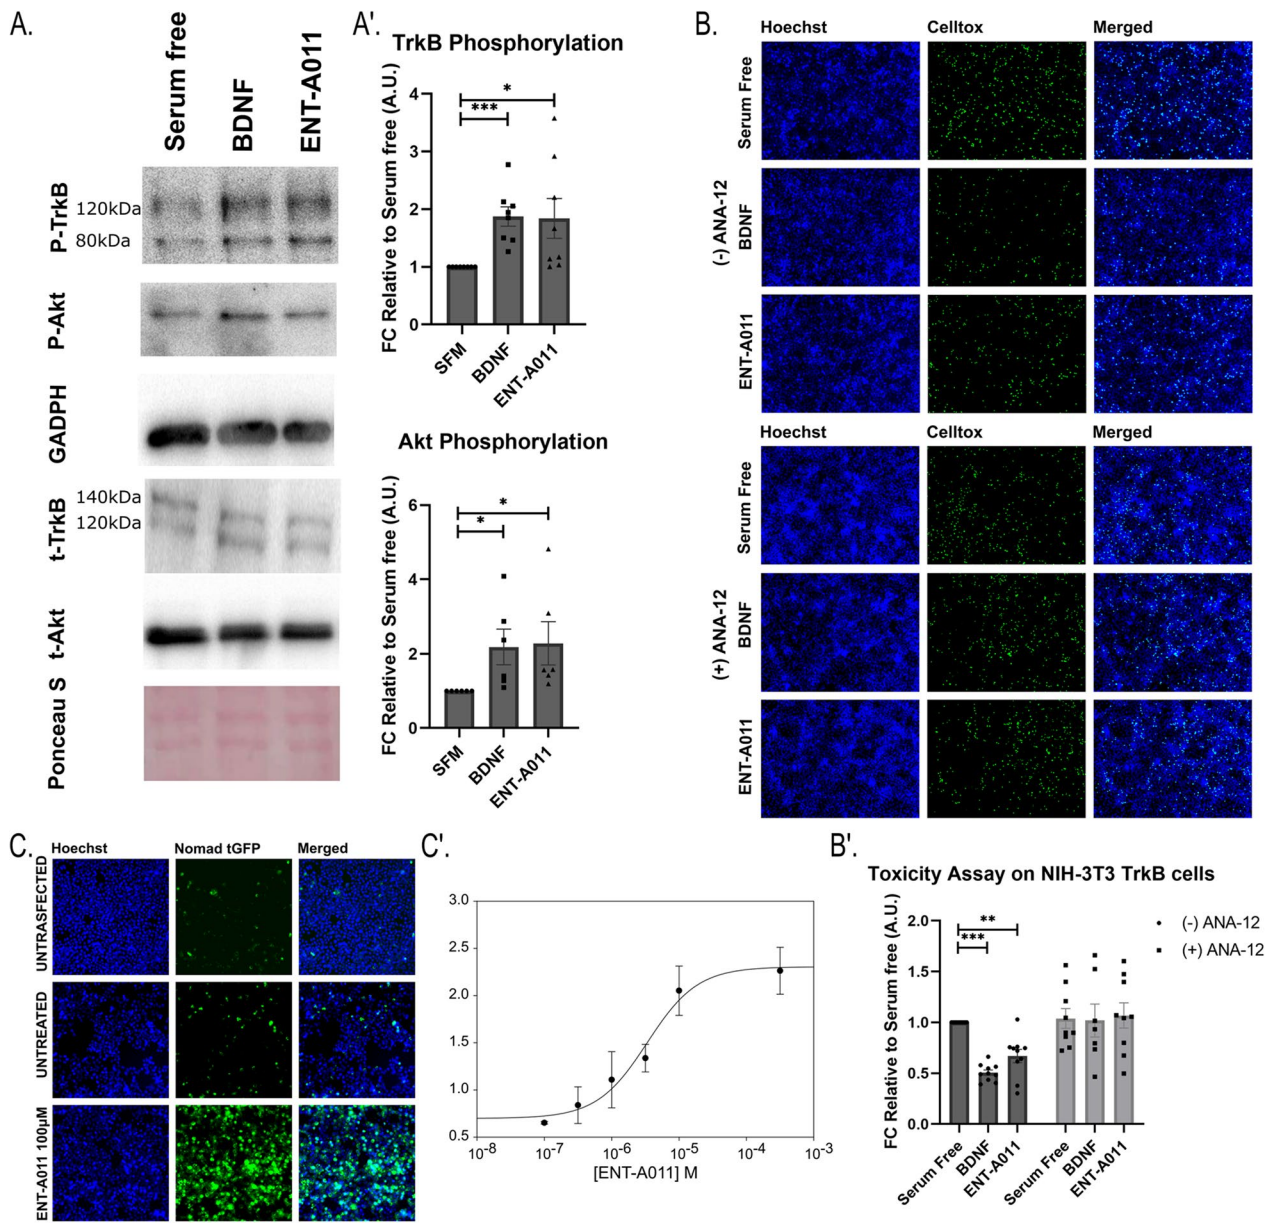 A.
Serum free
BDNF
ENT-A011
P-TrkB
120kDa
80kDa
P-Akt
GADPH
t-TrkB
140kDa
120kDa
t-Akt
Ponceau S
A'.
TrkB Phosphorylation
FC Relative to Serum free (A.U.)
4
3
2
1
0
*
***
SFM
BDNF
ENT-A011
Akt Phosphorylation
FC Relative to Serum free (A.U.)
6
4
2
0
*
*
SFM
BDNF
ENT-A011
B.
Hoechst Celltox Merged
(-) ANA-12
Serum Free
BDNF
ENT-A011
Hoechst Celltox Merged
(+) ANA-12
Serum Free
BDNF
ENT-A011
C.
Hoechst Nomad tGFP Merged
UNTRASFECTED
UNTREATED
ENT-A011 100μM
C'.
3.0
2.5
2.0
1.5
1.0
0.5
10-8 10-7 10-6 10-5 10-4 10-3
[ENT-A011] M
B'.
Toxicity Assay on NIH-3T3 TrkB cells
FC Relative to Serum free (A.U.)
2.0
1.5
1.0
0.5
0.0
**
***
(-) ANA-12
(+) ANA-12
Serum Free
BDNF
ENT-A011
Serum Free
BDNF
ENT-A011